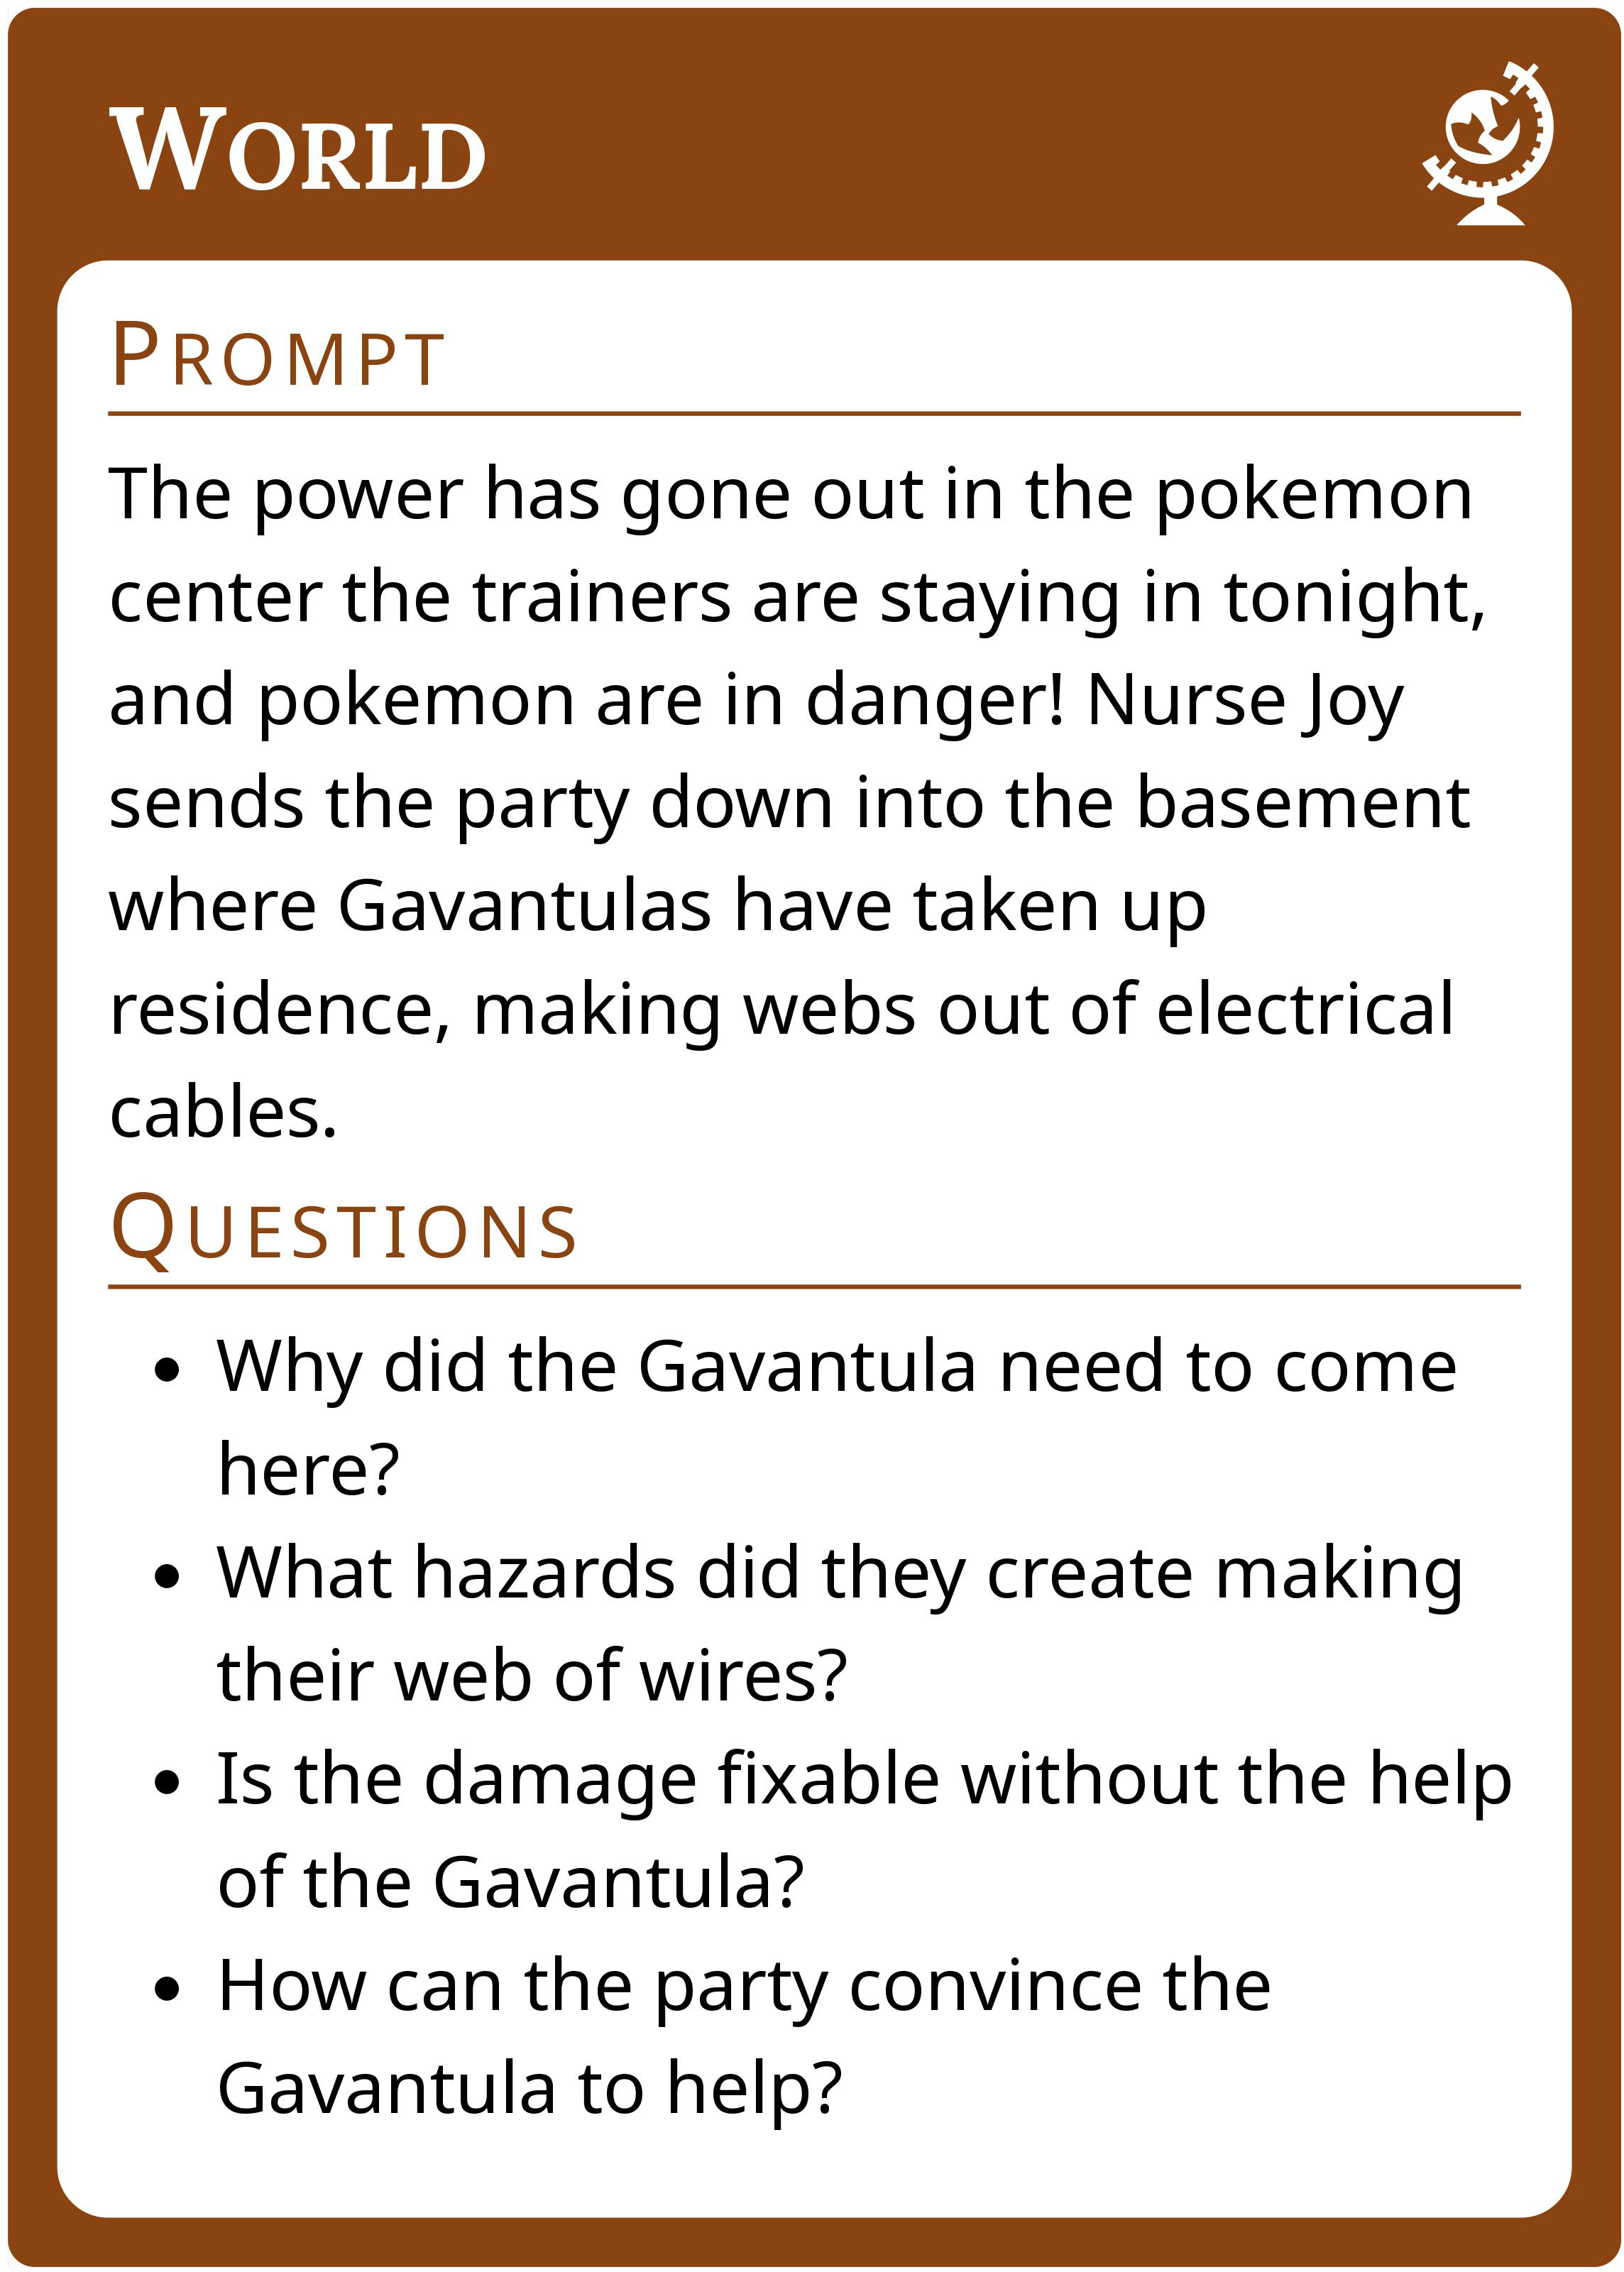 World
Prompt
The power has gone out in the pokemon
center the trainers are staying in tonight,
and pokemon are in danger! Nurse Joy
sends the party down into the basement
where Gavantulas have taken up
residence, making webs out of electrical
cables.
Questions
• Why did the Gavantula need to come
here?
• What hazards did they create making
their web of wires?
• Is the damage fixable without the help
of the Gavantula?
• How can the party convince the
Gavantula to help?